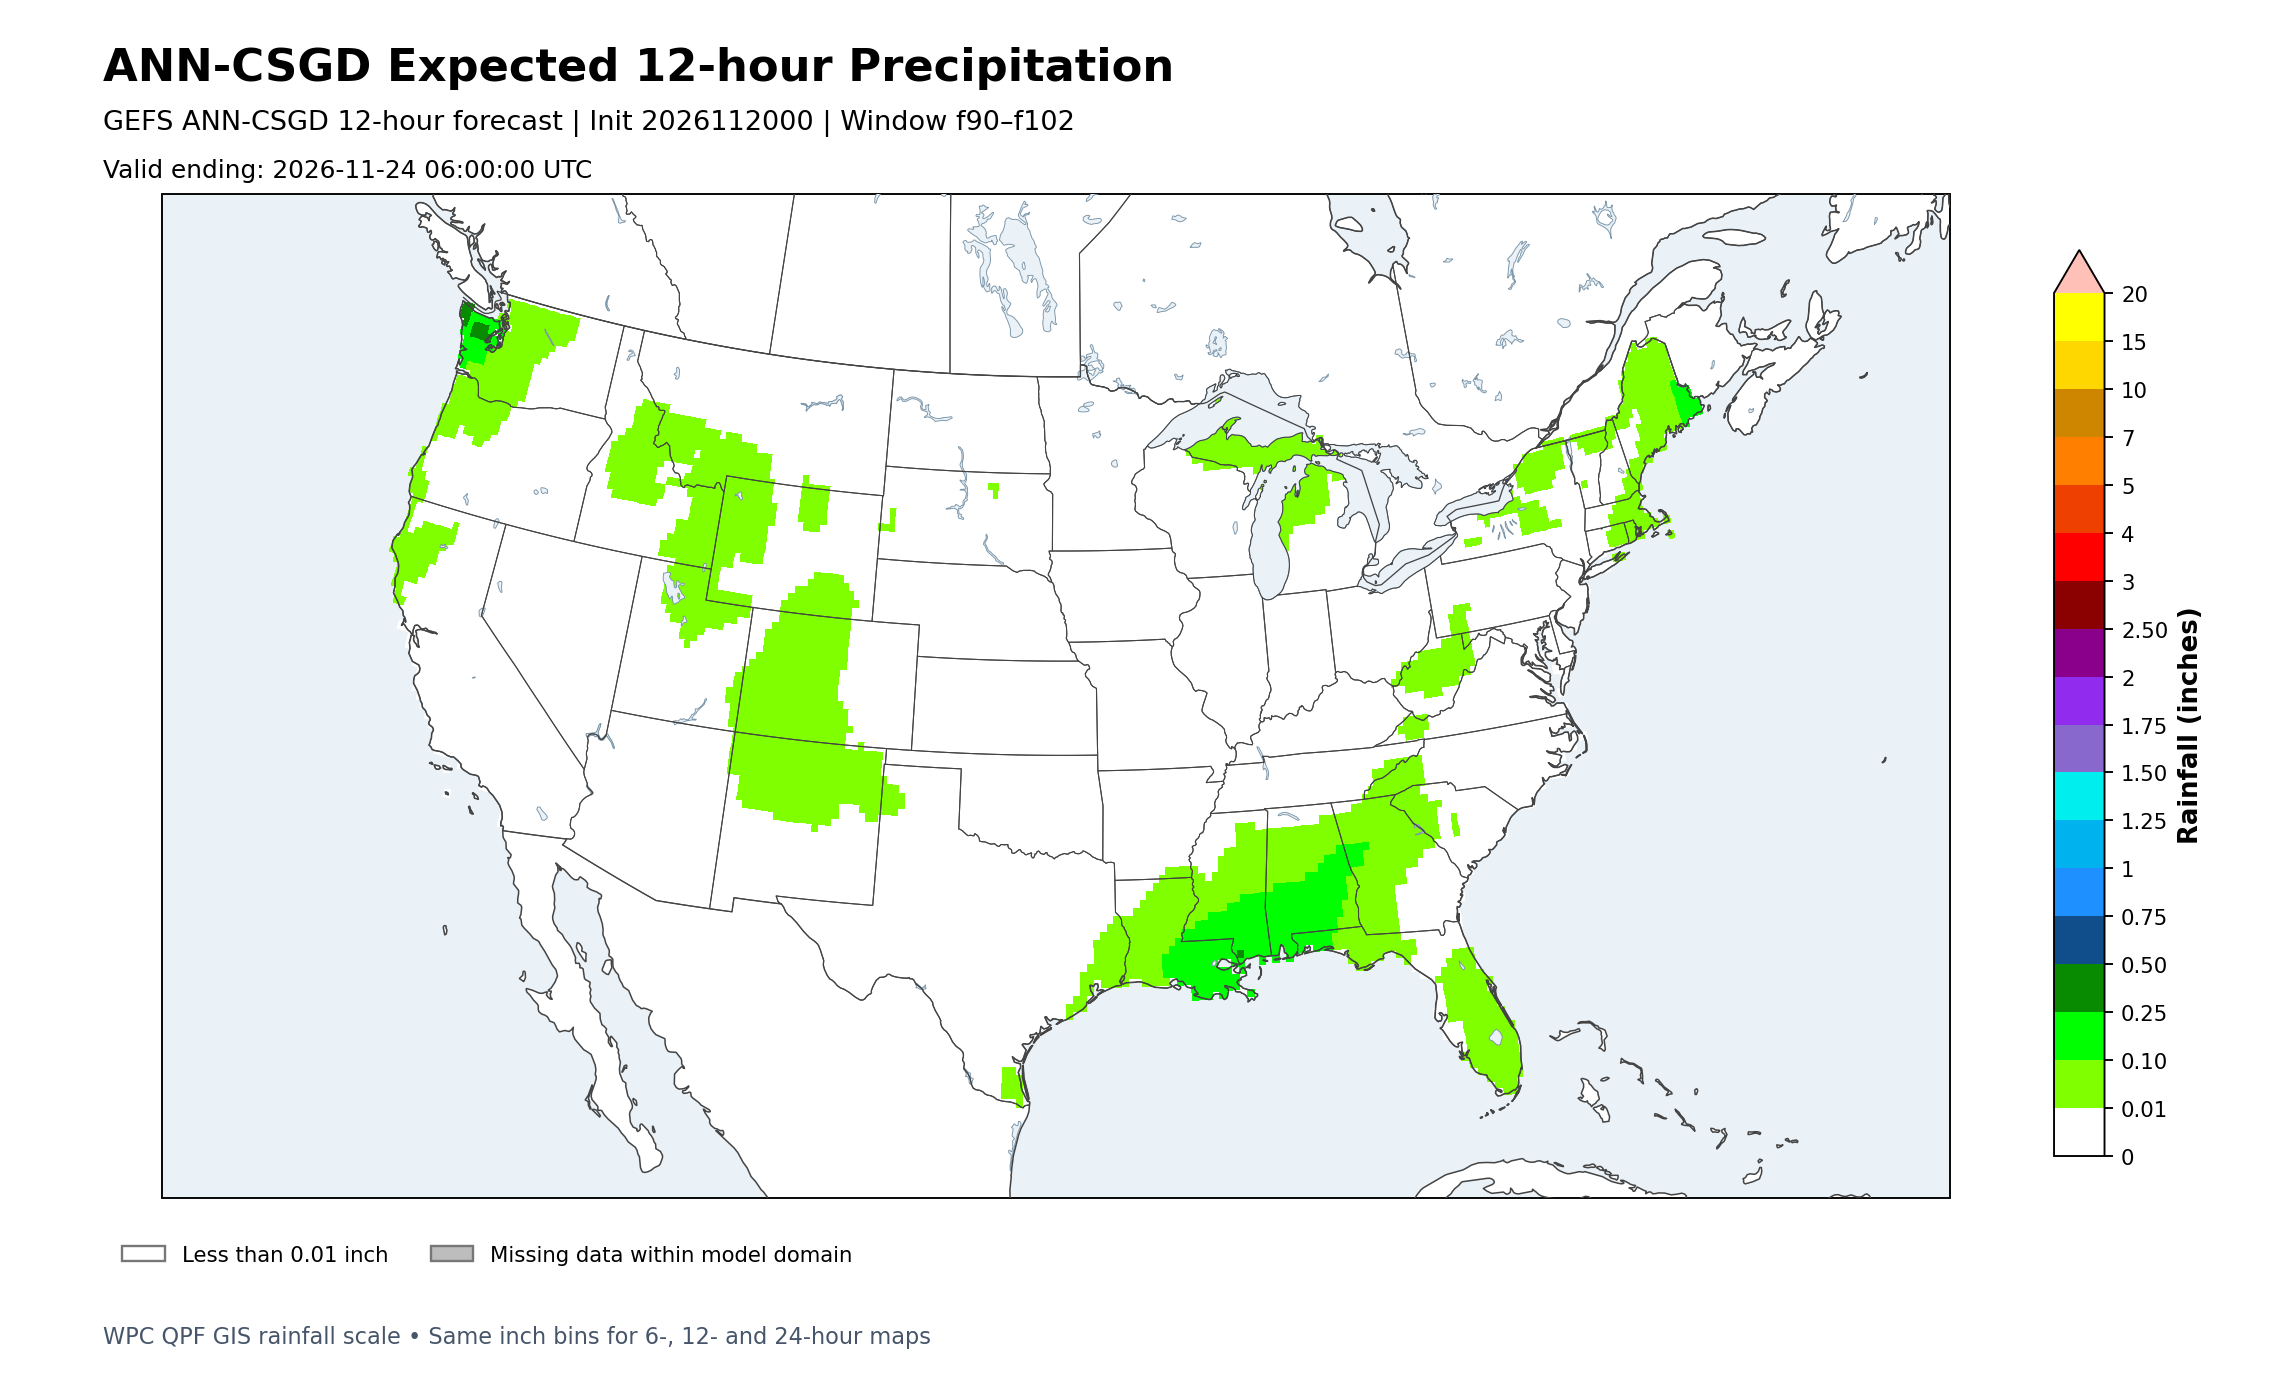 ANN-CSGD Expected 12-hour Precipitation
GEFS ANN-CSGD 12-hour forecast | Init 2026112000 | Window f90–f102
Valid ending: 2026-11-24 06:00:00 UTC
20
15
10
7
5
4
3
2.50
2
1.75
1.50
1.25
1
0.75
0.50
0.25
0.10
0.01
0
Rainfall (inches)
Less than 0.01 inch
Missing data within model domain
WPC QPF GIS rainfall scale • Same inch bins for 6-, 12- and 24-hour maps